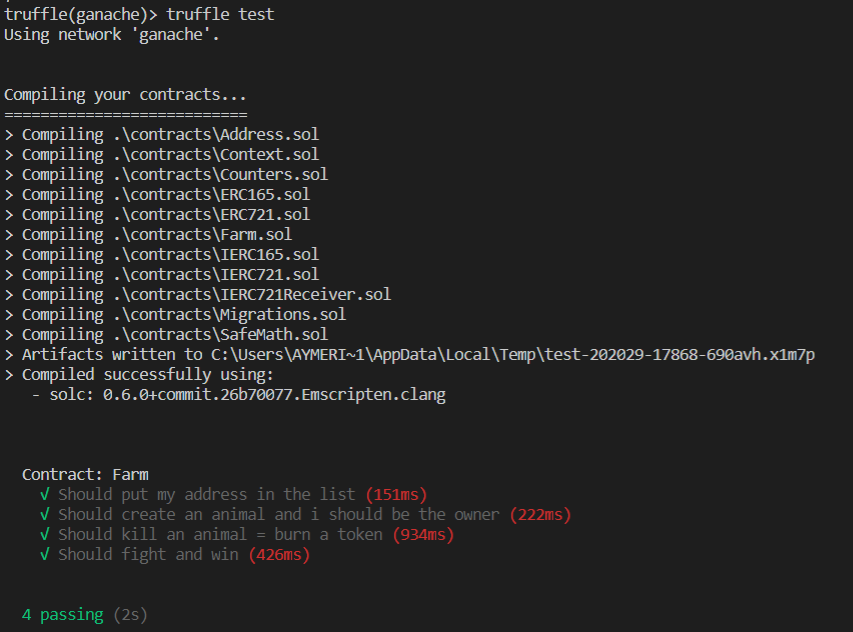 truffle(ganache)> truffle test
Using network 'ganache'.
Compiling your contracts...
===========================
> Compiling .\contracts\Address.sol
> Compiling .\contracts\Context.sol
> Compiling .\contracts\Counters.sol
> Compiling .\contracts\ERC165.sol
> Compiling .\contracts\ERC721.sol
> Compiling .\contracts\Farm.sol
> Compiling .\contracts\IERC165.sol
> Compiling .\contracts\IERC721.sol
> Compiling .\contracts\IERC721Receiver.sol
> Compiling .\contracts\Migrations.sol
> Compiling .\contracts\SafeMath.sol
> Artifacts written to C:\Users\AYMERI~1\AppData\Local\Temp\test-202029-17868-690avh.x1m7p
> Compiled successfully using:
- solc: 0.6.0+commit.26b70077.Emscripten.clang
Contract: Farm
√ Should put my address in the list (151ms)
√ Should create an animal and i should be the owner (222ms)
√ Should kill an animal = burn a token (934ms)
√ Should fight and win (426ms)
4 passing (2s)